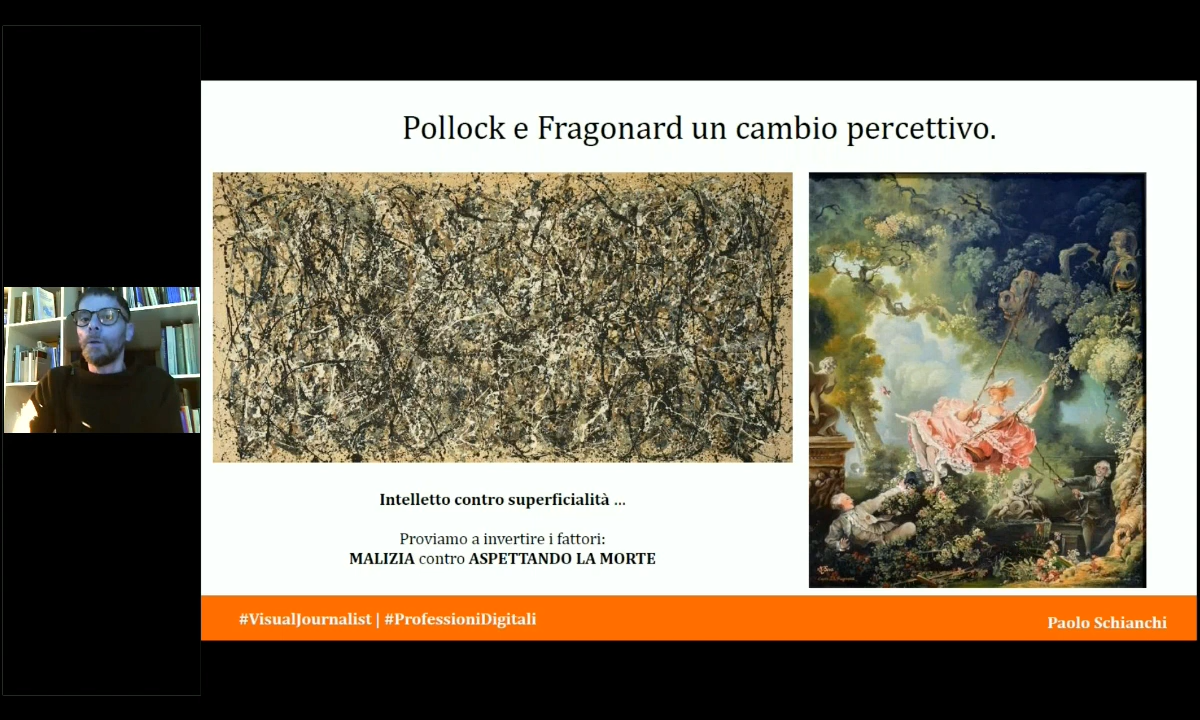 Pollock e Fragonard un cambio percettivo.
Intelletto contro superficialità ...
Proviamo a invertire i fattori:
MALIZIA contro ASPETTANDO LA MORTE
#VisualJournalist | #ProfessioniDigitali
Paolo Schianchi